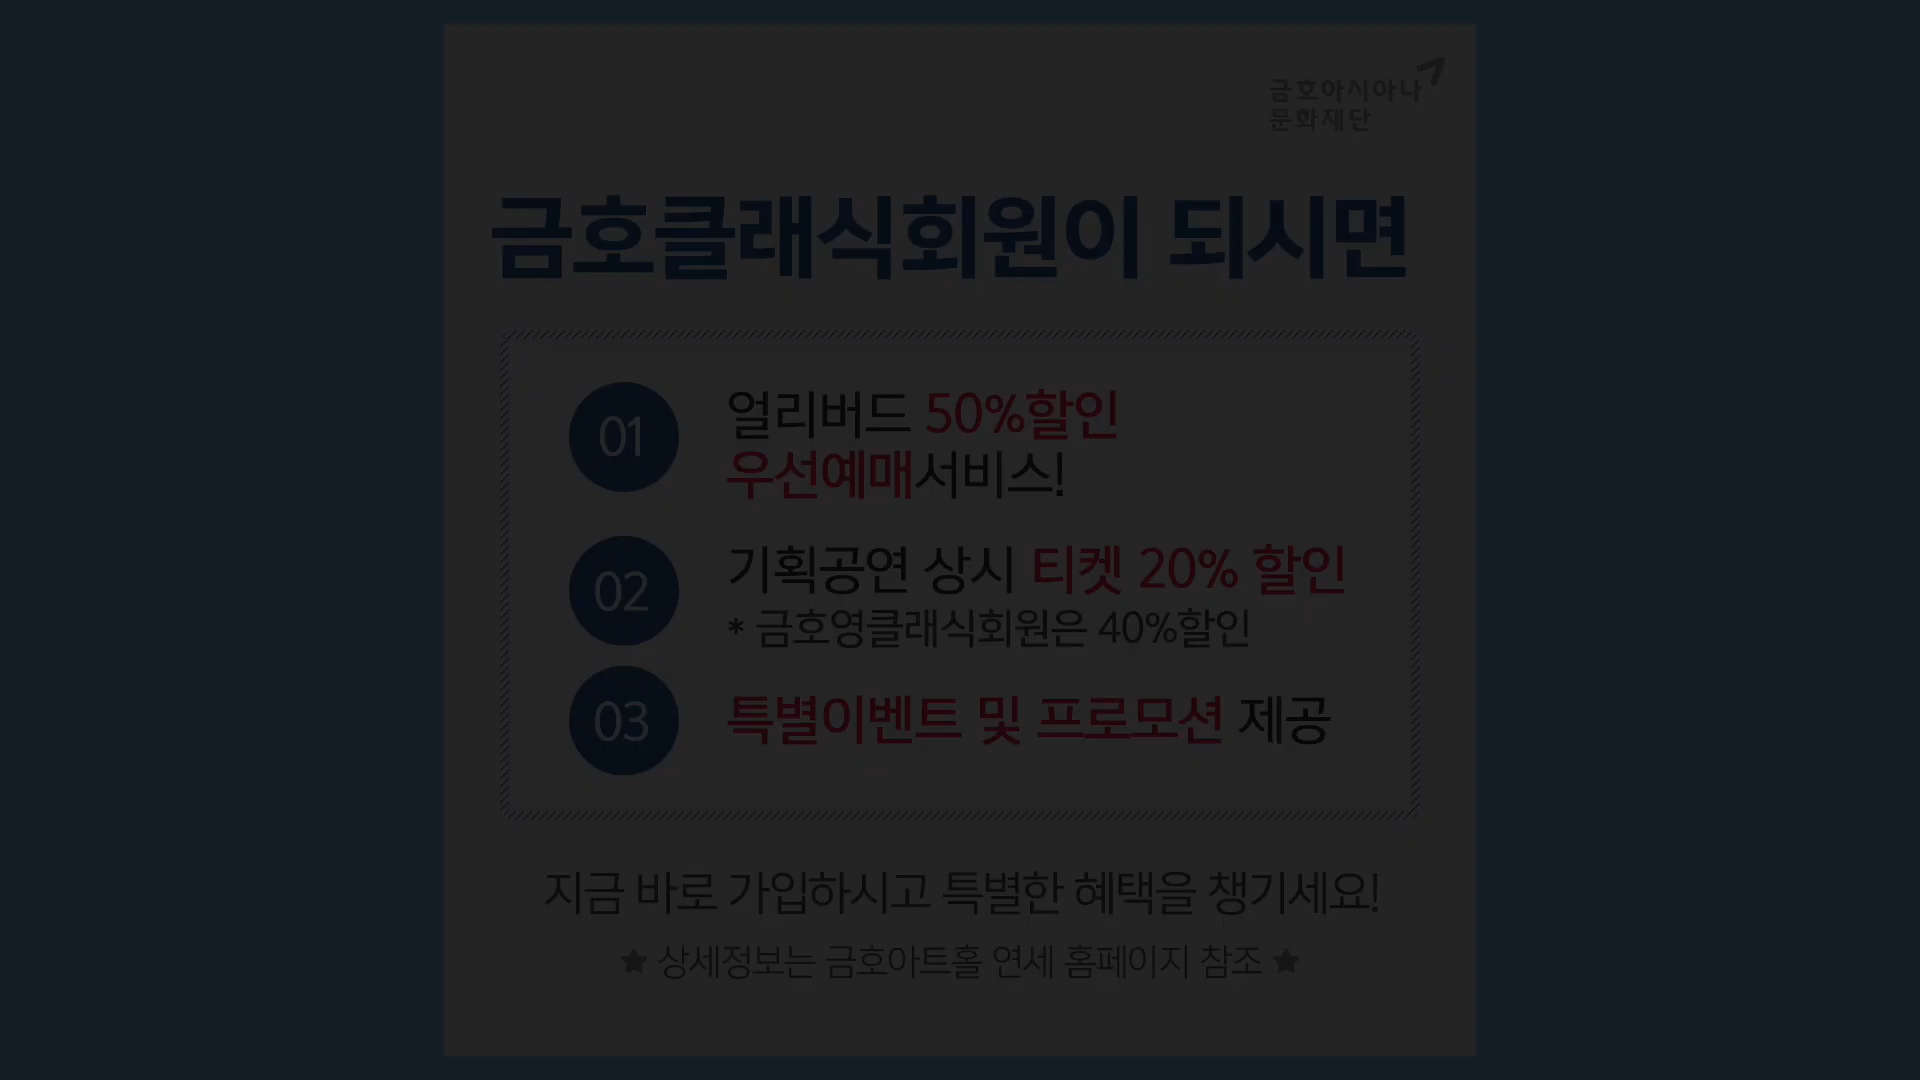 금호아시아나
문화재단
금호클래식회원이 되시면
01
얼리버드 50%할인
우선예매서비스!
02
기획공연 상시 티켓 20% 할인
* 금호영클래식회원은 40%할인
03
특별이벤트 및 프로모션 제공
지금 바로 가입하시고 특별한 혜택을 챙기세요!
★ 상세정보는 금호아트홀 연세 홈페이지 참조 ★